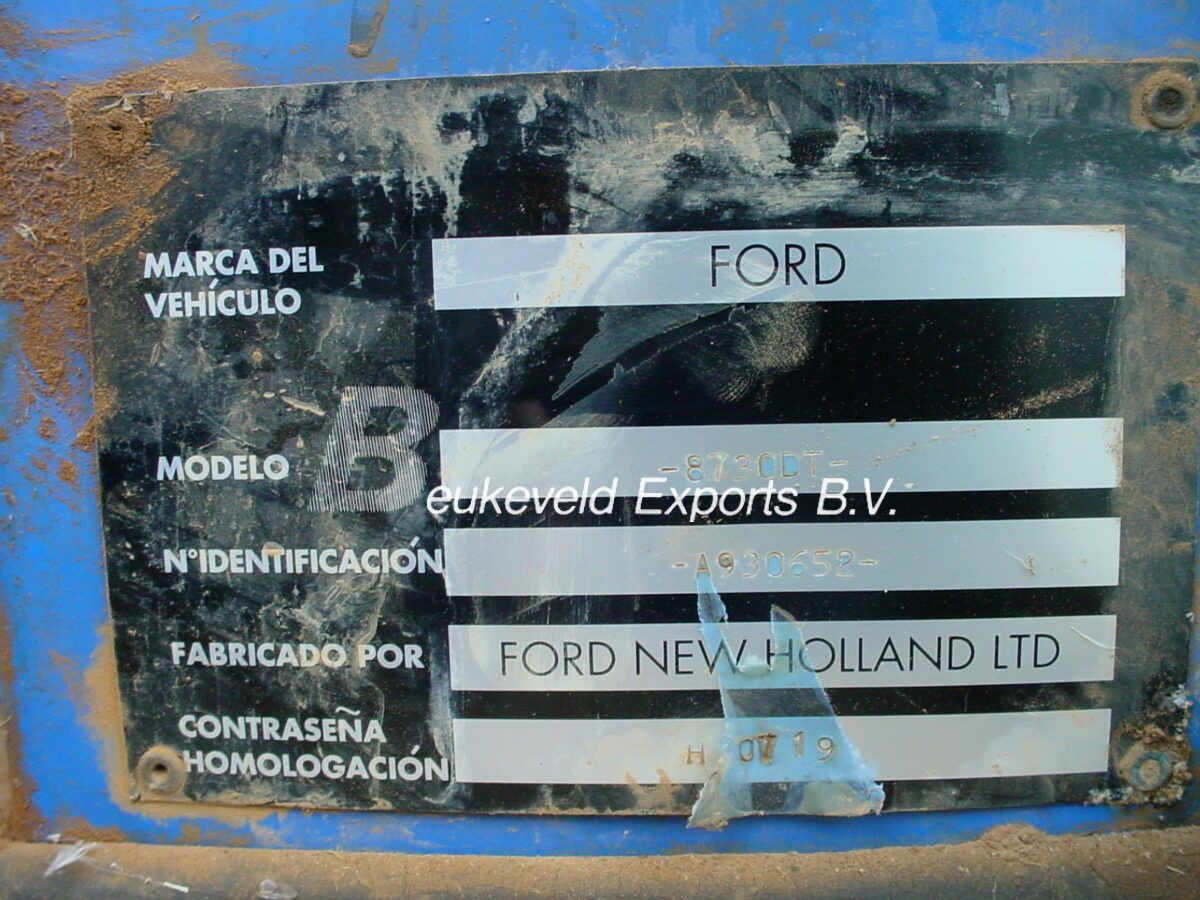 MARCA DEL
VEHÍCULO
FORD
MODELO
-8730DT-
Beukeveld Exports B.V.
N°IDENTIFICACIÓN
-A930652-
FABRICADO POR
FORD NEW HOLLAND LTD
CONTRASEÑA
HOMOLOGACIÓN